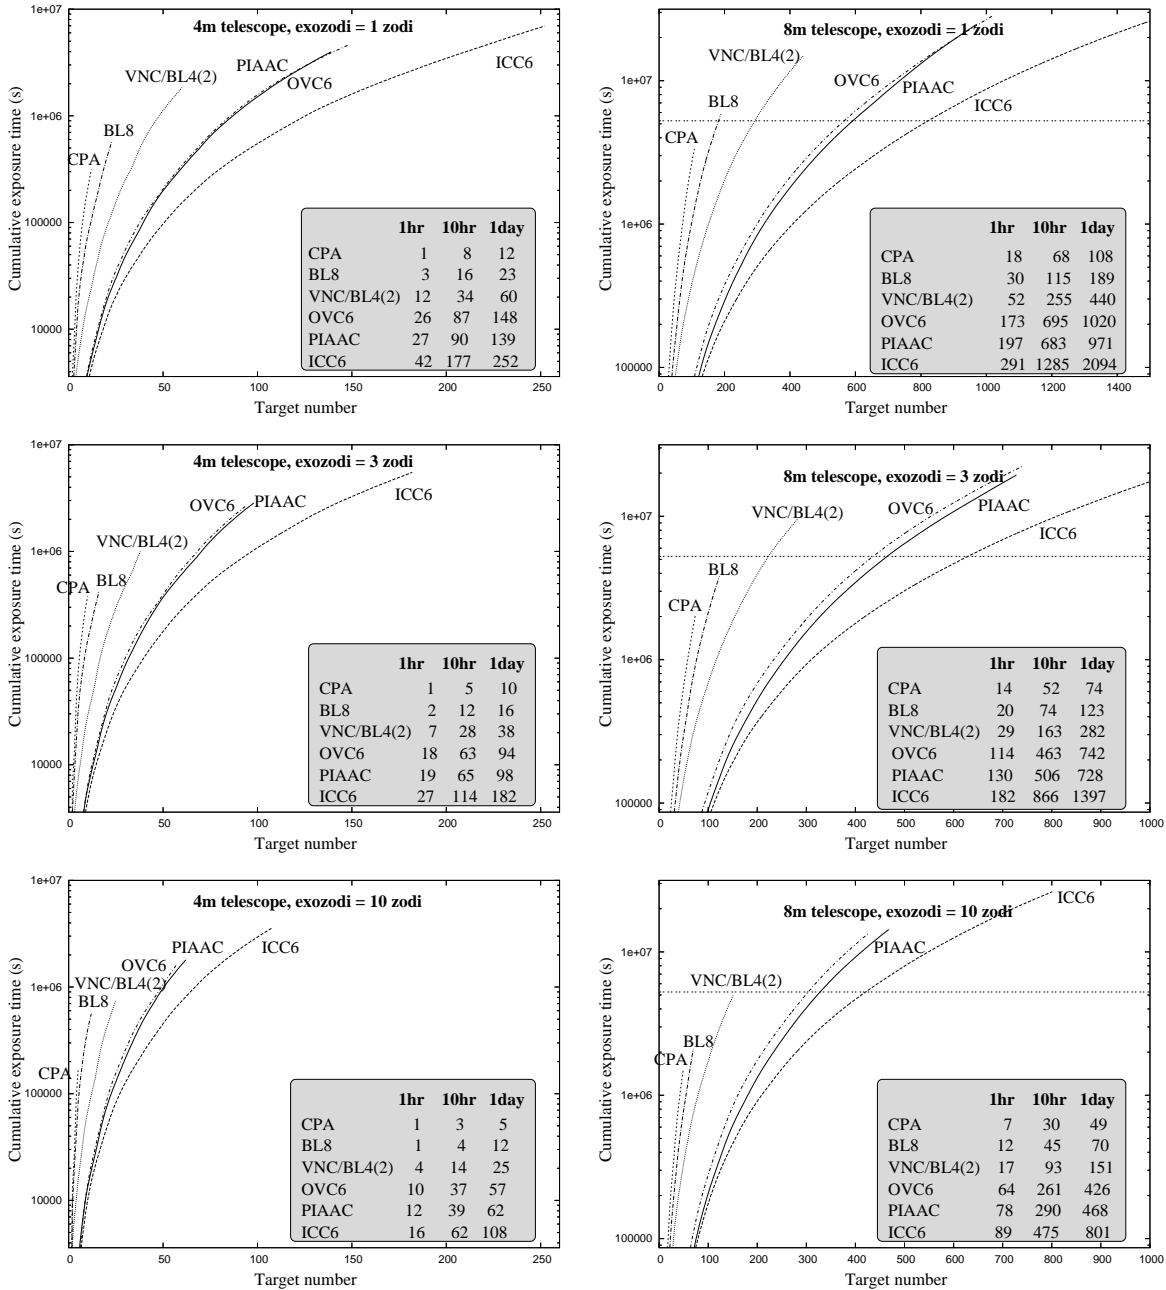 4m telescope, exozodi = 1 zodi
Cumulative exposure time (s)
1e+07
1e+06
100000
10000
0 50 100 150 200 250
Target number
CPA
BL8
VNC/BL4(2)
PIAAC
OVC6
ICC6
1hr 10hr 1day
CPA 1 8 12
BL8 3 16 23
VNC/BL4(2) 12 34 60
OVC6 26 87 148
PIAAC 27 90 139
ICC6 42 177 252
8m telescope, exozodi = 1 zodi
Cumulative exposure time (s)
1e+07
1e+06
100000
0 200 400 600 800 1000 1200 1400
Target number
CPA
BL8
VNC/BL4(2)
OVC6
PIAAC
ICC6
1hr 10hr 1day
CPA 18 68 108
BL8 30 115 189
VNC/BL4(2) 52 255 440
OVC6 173 695 1020
PIAAC 197 683 971
ICC6 291 1285 2094
4m telescope, exozodi = 3 zodi
Cumulative exposure time (s)
1e+07
1e+06
100000
10000
0 50 100 150 200 250
Target number
CPA
BL8
VNC/BL4(2)
OVC6
PIAAC
ICC6
1hr 10hr 1day
CPA 1 5 10
BL8 2 12 16
VNC/BL4(2) 7 28 38
OVC6 18 63 94
PIAAC 19 65 98
ICC6 27 114 182
8m telescope, exozodi = 3 zodi
Cumulative exposure time (s)
1e+07
1e+06
100000
0 100 200 300 400 500 600 700 800 900 1000
Target number
CPA
BL8
VNC/BL4(2)
OVC6
PIAAC
ICC6
1hr 10hr 1day
CPA 14 52 74
BL8 20 74 123
VNC/BL4(2) 29 163 282
OVC6 114 463 742
PIAAC 130 506 728
ICC6 182 866 1397
4m telescope, exozodi = 10 zodi
Cumulative exposure time (s)
1e+07
1e+06
100000
10000
0 50 100 150 200 250
Target number
CPA
BL8
VNC/BL4(2)
OVC6
PIAAC
ICC6
1hr 10hr 1day
CPA 1 3 5
BL8 1 4 12
VNC/BL4(2) 4 14 25
OVC6 10 37 57
PIAAC 12 39 62
ICC6 16 62 108
8m telescope, exozodi = 10 zodi
Cumulative exposure time (s)
1e+07
1e+06
100000
0 100 200 300 400 500 600 700 800 900 1000
Target number
CPA
BL8
VNC/BL4(2)
PIAAC
ICC6
1hr 10hr 1day
CPA 7 30 49
BL8 12 45 70
VNC/BL4(2) 17 93 151
OVC6 64 261 426
PIAAC 78 290 468
ICC6 89 475 801